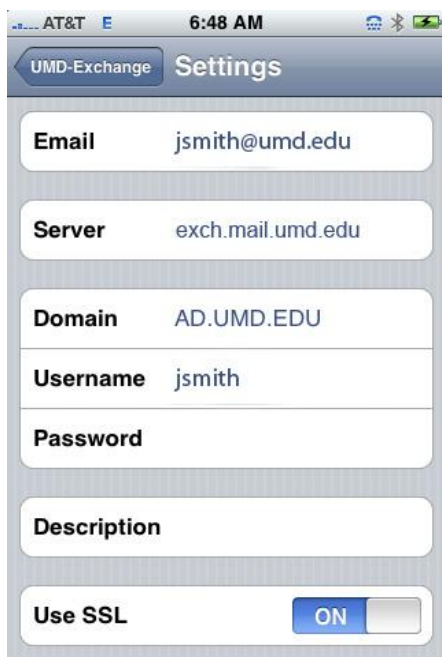 AT&T E 6:48 AM
UMD-Exchange Settings
Email jsmith@umd.edu
Server exch.mail.umd.edu
Domain AD.UMD.EDU
Username jsmith
Password
Description
Use SSL ON